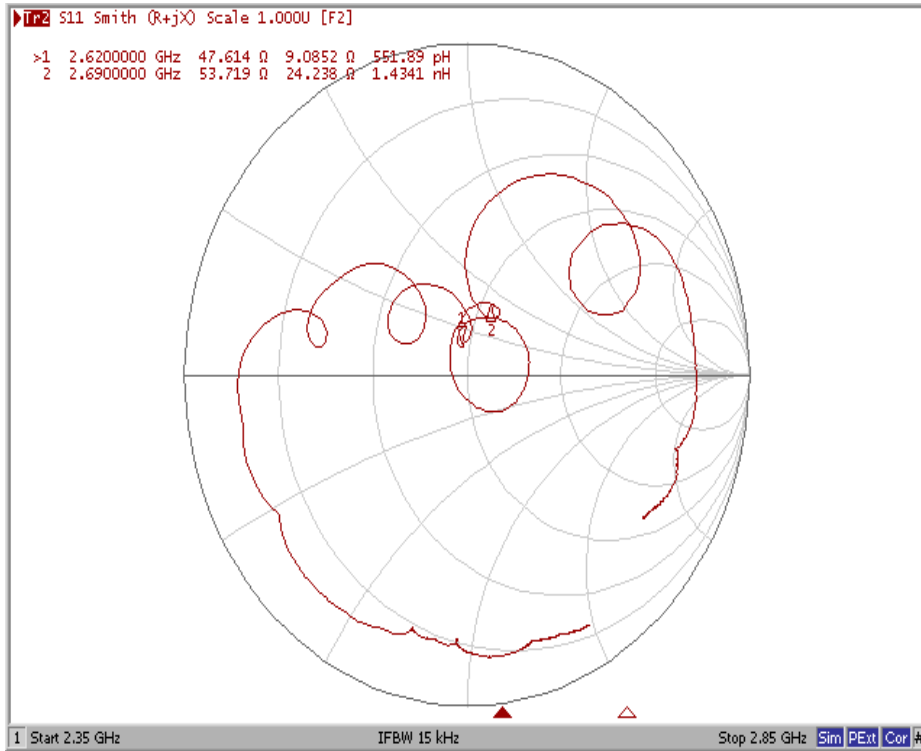 Tr2 S11 Smith (R+jX) Scale 1.000U [F2]
>1 2.6200000 GHz 47.614 Ω 9.0852 Ω 551.89 pH
2 2.6900000 GHz 53.719 Ω 24.238 Ω 1.4341 nH
1
2
1 Start 2.35 GHz IFBW 15 kHz Stop 2.85 GHz Sim PExt Cor